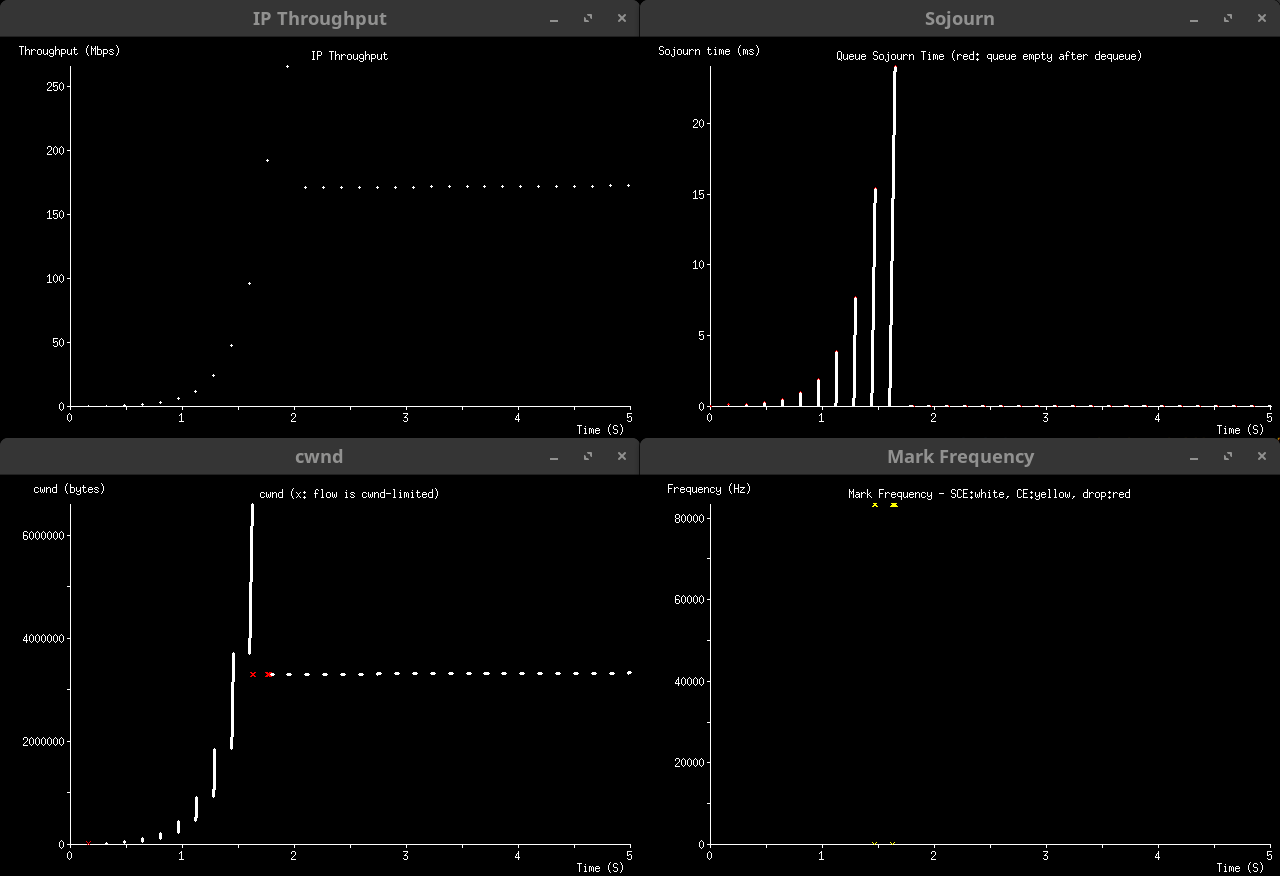 IP Throughput
Throughput (Mbps)
IP Throughput
250
200
150
100
50
0
0 1 2 3 4 5
Time (S)
Sojourn
Sojourn time (ms)
Queue Sojourn Time (red: queue empty after dequeue)
20
15
10
5
0
0 1 2 3 4 5
Time (S)
cwnd
cwnd (bytes)
cwnd (x: flow is cwnd-limited)
6000000
4000000
2000000
0
0 1 2 3 4 5
Time (S)
Mark Frequency
Frequency (Hz)
Mark Frequency - SCE:white, CE:yellow, drop:red
80000
60000
40000
20000
0
0 1 2 3 4 5
Time (S)